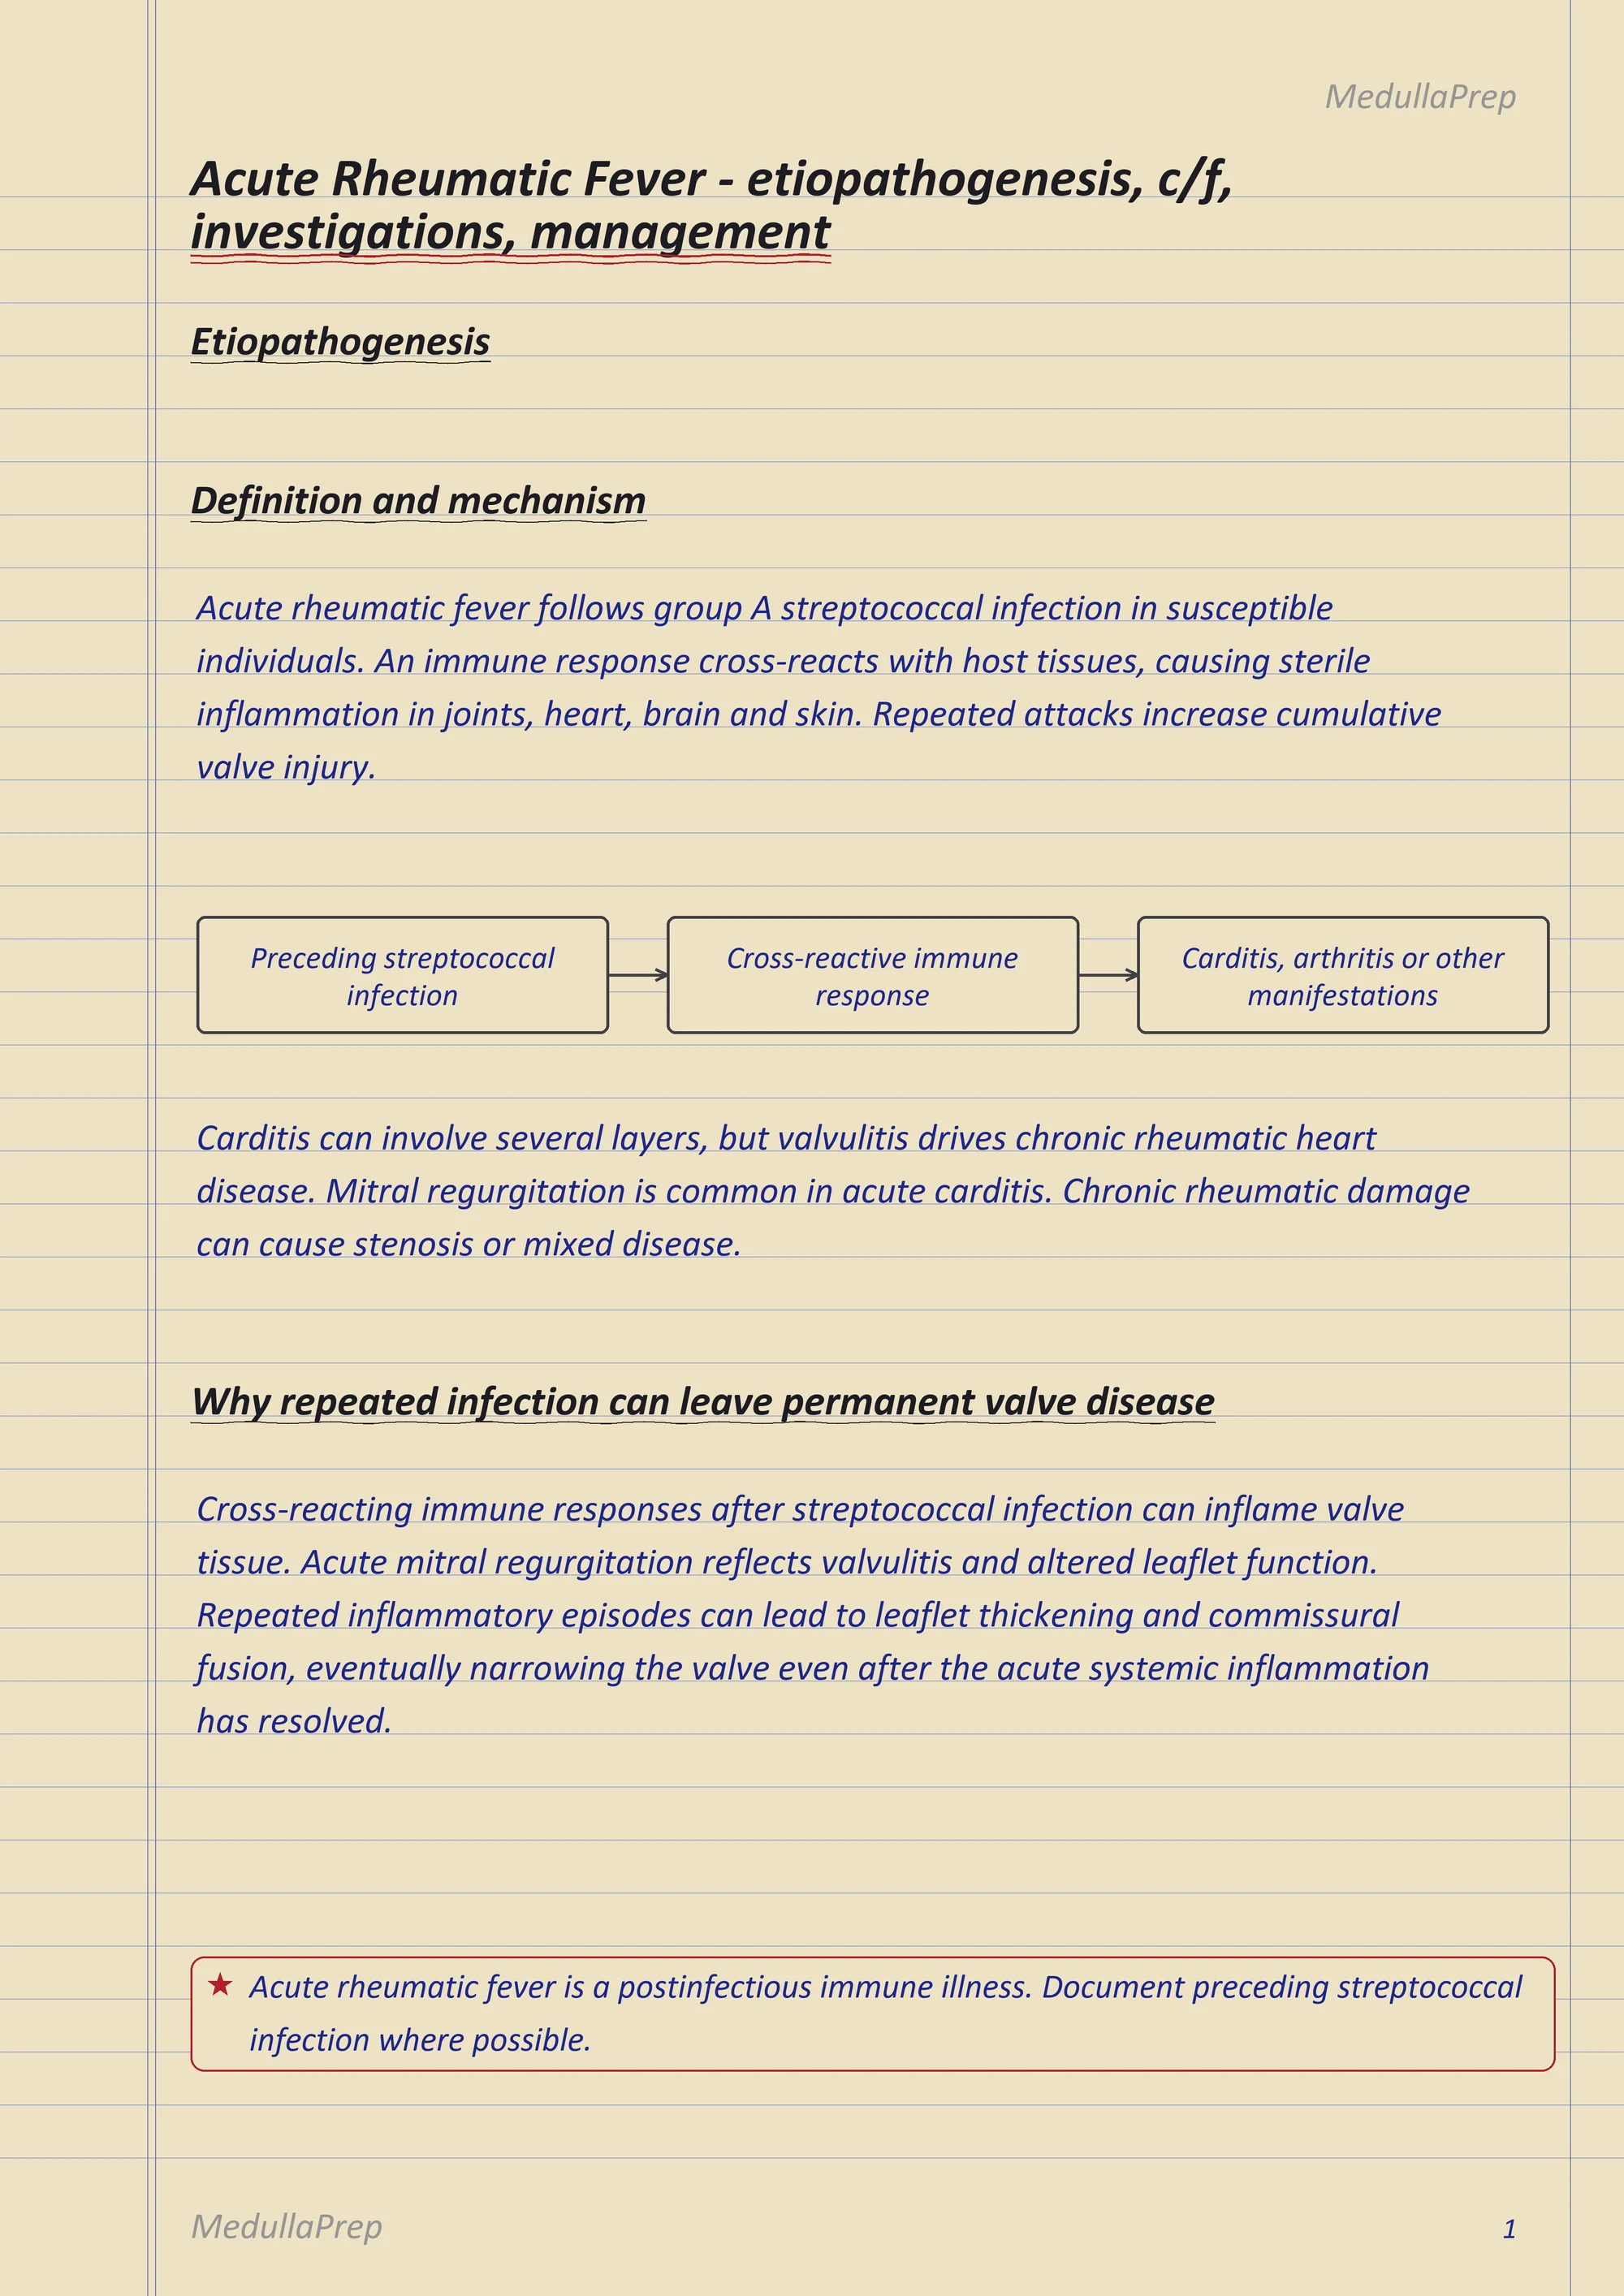 MedullaPrep
Acute Rheumatic Fever - etiopathogenesis, c/f,
investigations, management
Etiopathogenesis
Definition and mechanism
Acute rheumatic fever follows group A streptococcal infection in susceptible
individuals. An immune response cross-reacts with host tissues, causing sterile
inflammation in joints, heart, brain and skin. Repeated attacks increase cumulative
valve injury.
Preceding streptococcal
infection
Cross-reactive immune
response
Carditis, arthritis or other
manifestations
Carditis can involve several layers, but valvulitis drives chronic rheumatic heart
disease. Mitral regurgitation is common in acute carditis. Chronic rheumatic damage
can cause stenosis or mixed disease.
Why repeated infection can leave permanent valve disease
Cross-reacting immune responses after streptococcal infection can inflame valve
tissue. Acute mitral regurgitation reflects valvulitis and altered leaflet function.
Repeated inflammatory episodes can lead to leaflet thickening and commissural
fusion, eventually narrowing the valve even after the acute systemic inflammation
has resolved.
★ Acute rheumatic fever is a postinfectious immune illness. Document preceding streptococcal
infection where possible.
MedullaPrep
1